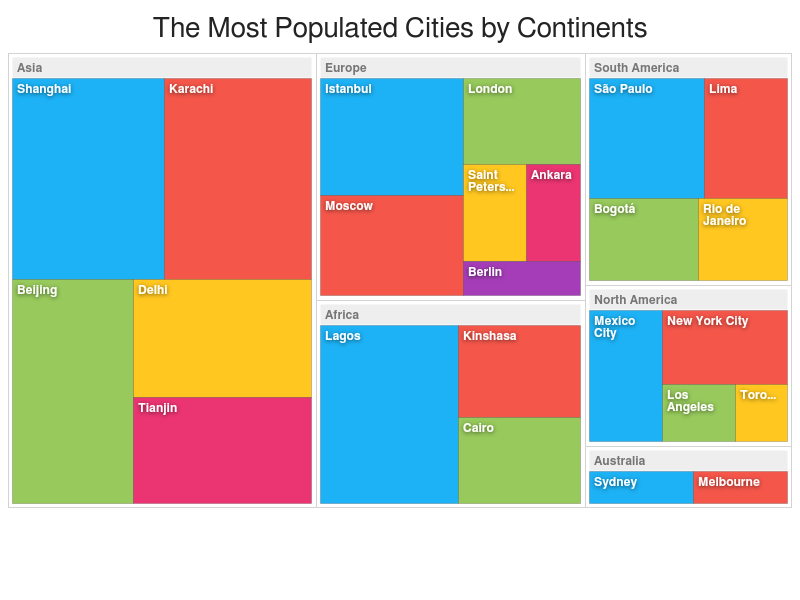 The Most Populated Cities by Continents
Asia
Shanghai
Karachi
Beijing
Delhi
Tianjin
Europe
Istanbul
London
Moscow
Saint
Peters...
Ankara
Berlin
Africa
Lagos
Kinshasa
Cairo
South America
São Paulo
Lima
Bogotá
Rio de
Janeiro
North America
Mexico
City
New York City
Los
Angeles
Toro...
Australia
Sydney
Melbourne